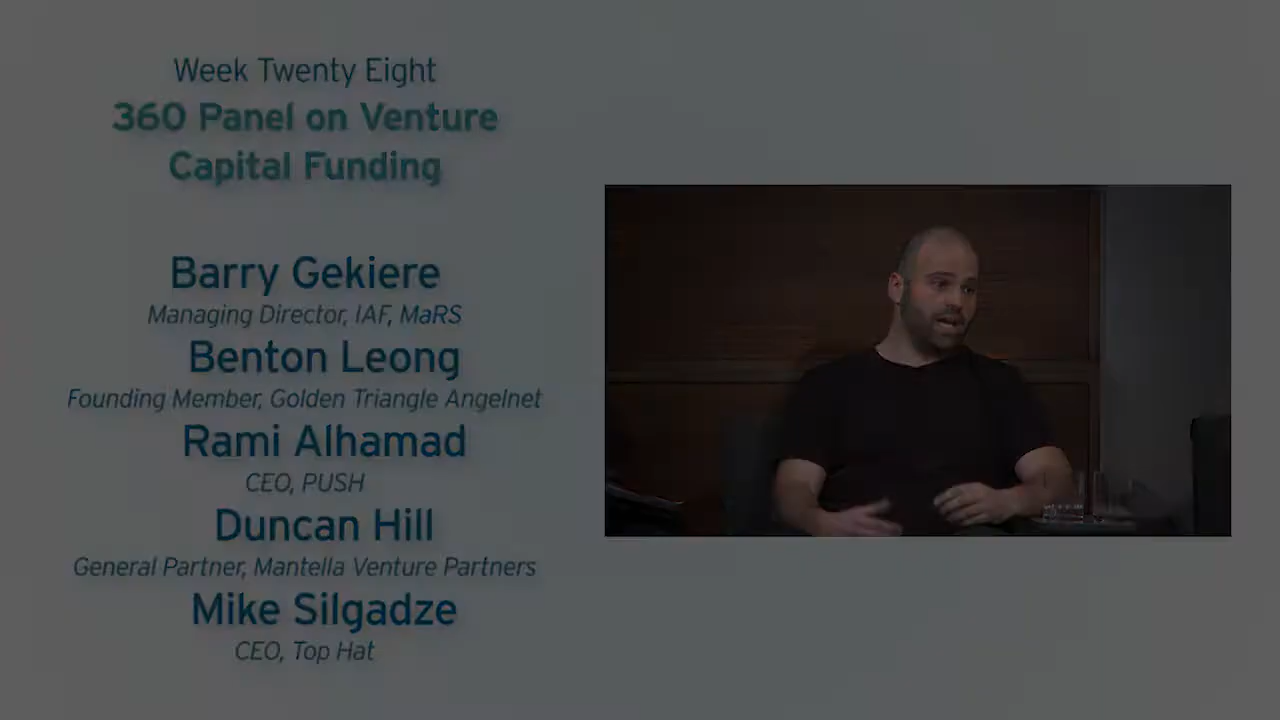 Week Twenty Eight
360 Panel on Venture
Capital Funding
Barry Gekiere
Managing Director, IAF, MaRS
Benton Leong
Founding Member, Golden Triangle Angelnet
Rami Alhamad
CEO, PUSH
Duncan Hill
General Partner, Mantella Venture Partners
Mike Silgadze
CEO, Top Hat